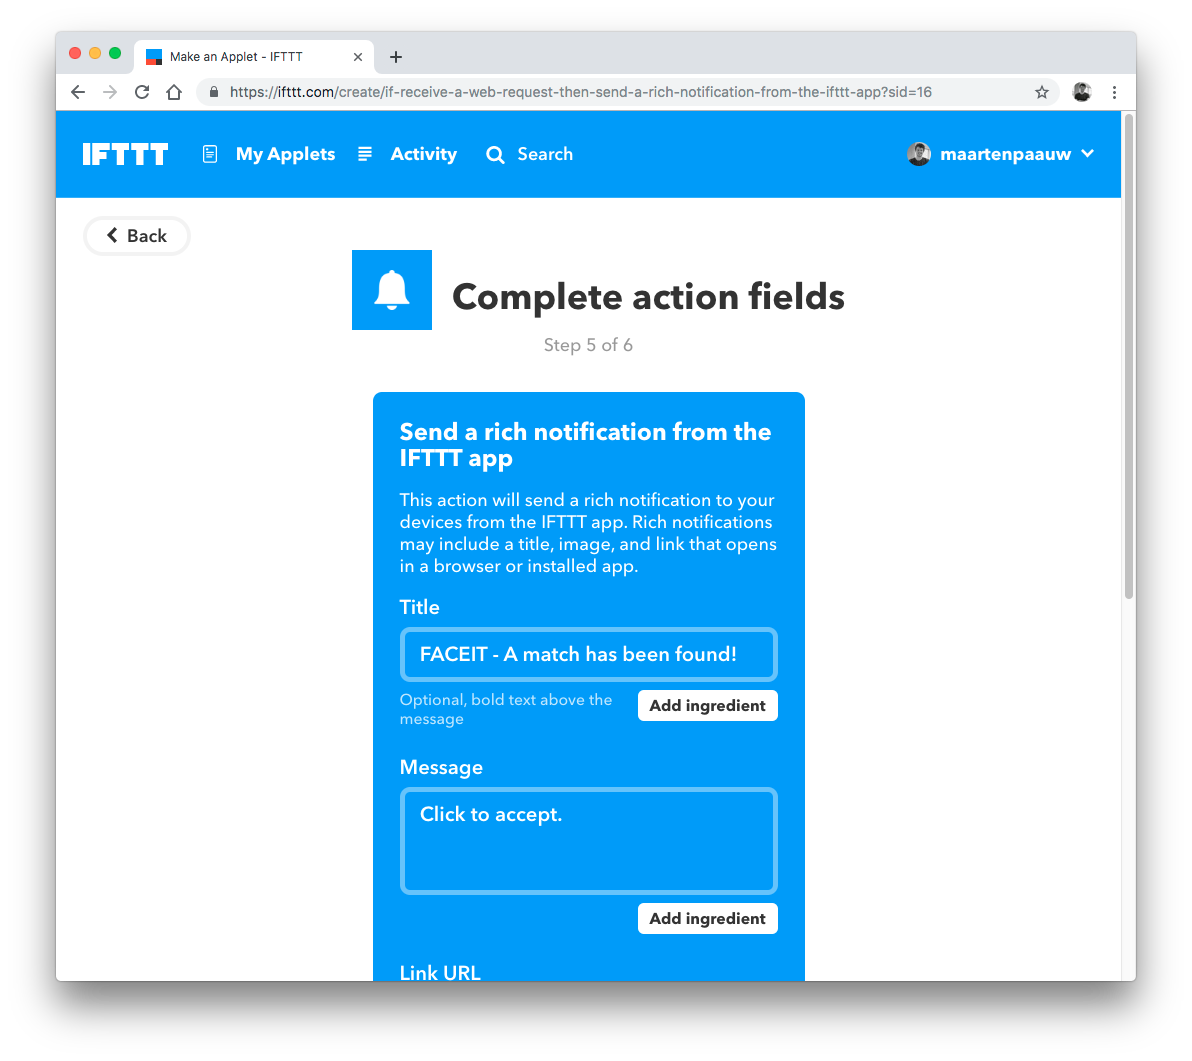 Make an Applet - IFTTT
https://ifttt.com/create/if-receive-a-web-request-then-send-a-rich-notification-from-the-ifttt-app?sid=16
IFTTT My Applets Activity Search maartenpaauw
Back
Complete action fields
Step 5 of 6
Send a rich notification from the
IFTTT app
This action will send a rich notification to your
devices from the IFTTT app. Rich notifications
may include a title, image, and link that opens
in a browser or installed app.
Title
FACEIT - A match has been found!
Optional, bold text above the
message
Add ingredient
Message
Click to accept.
Add ingredient
Link URL